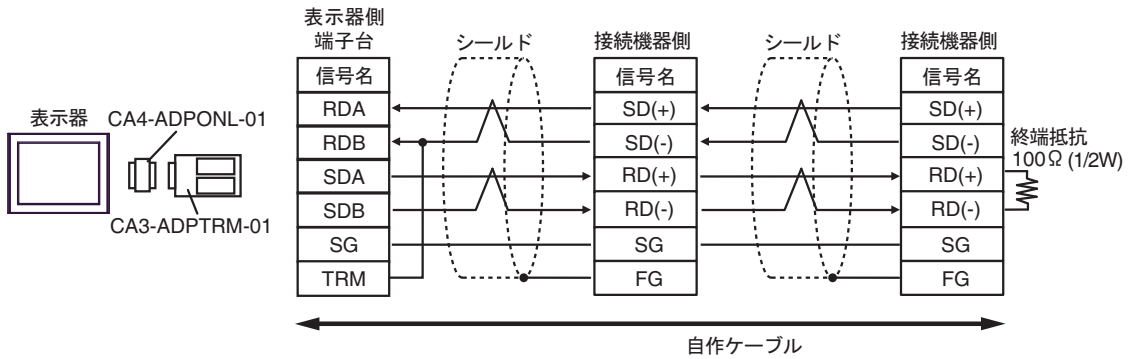 表示器
CA4-ADPONL-01
CA3-ADPTRM-01
表示器側
端子台
信号名
RDA
RDB
SDA
SDB
SG
TRM
シールド
接続機器側
信号名
SD(+)
SD(-)
RD(+)
RD(-)
SG
FG
シールド
接続機器側
信号名
SD(+)
SD(-)
RD(+)
RD(-)
SG
FG
終端抵抗
100Ω (1/2W)
自作ケーブル